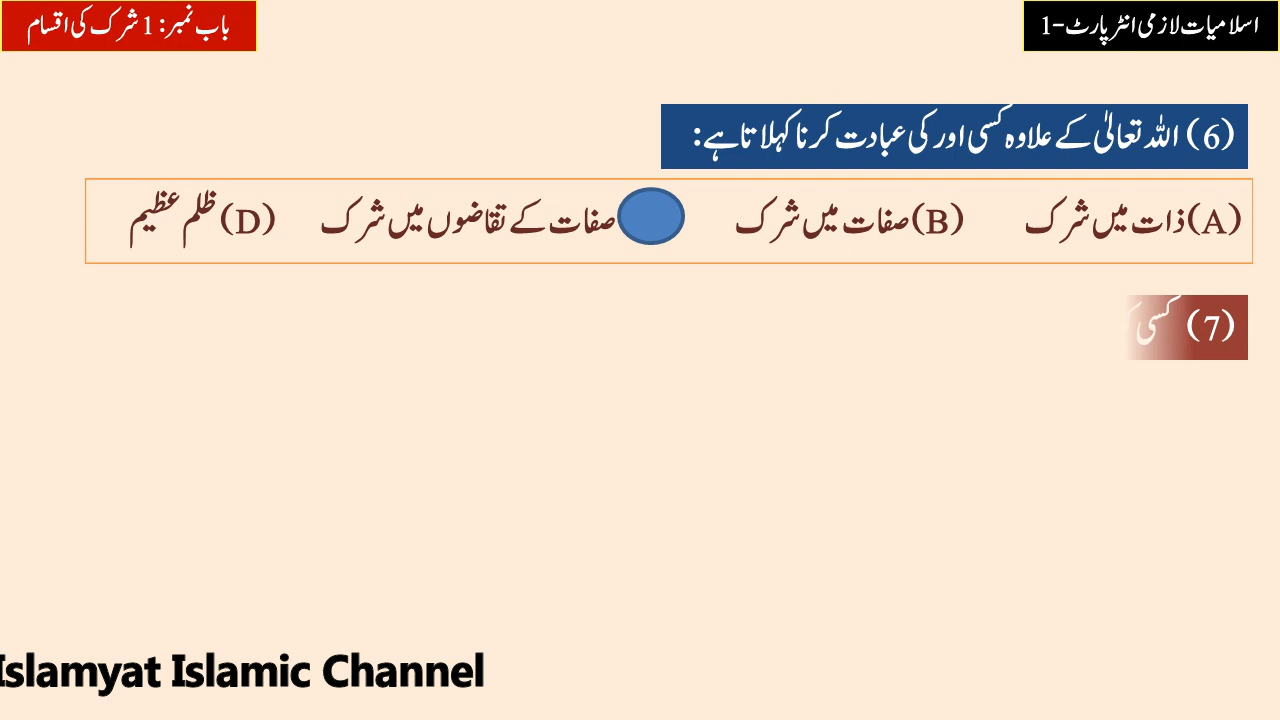 اسلامیات لازمی انٹر پارٹ-1
باب نمبر: 1 شرک کی اقسام
(6) اللہ تعالیٰ کے علاوہ کسی اور کی عبادت کرنا کہلاتا ہے:
(A) ذات میں شرک (B) صفات میں شرک صفات کے تقاضوں میں شرک (D) ظلم عظیم
(7) کسی
Islamyat Islamic Channel